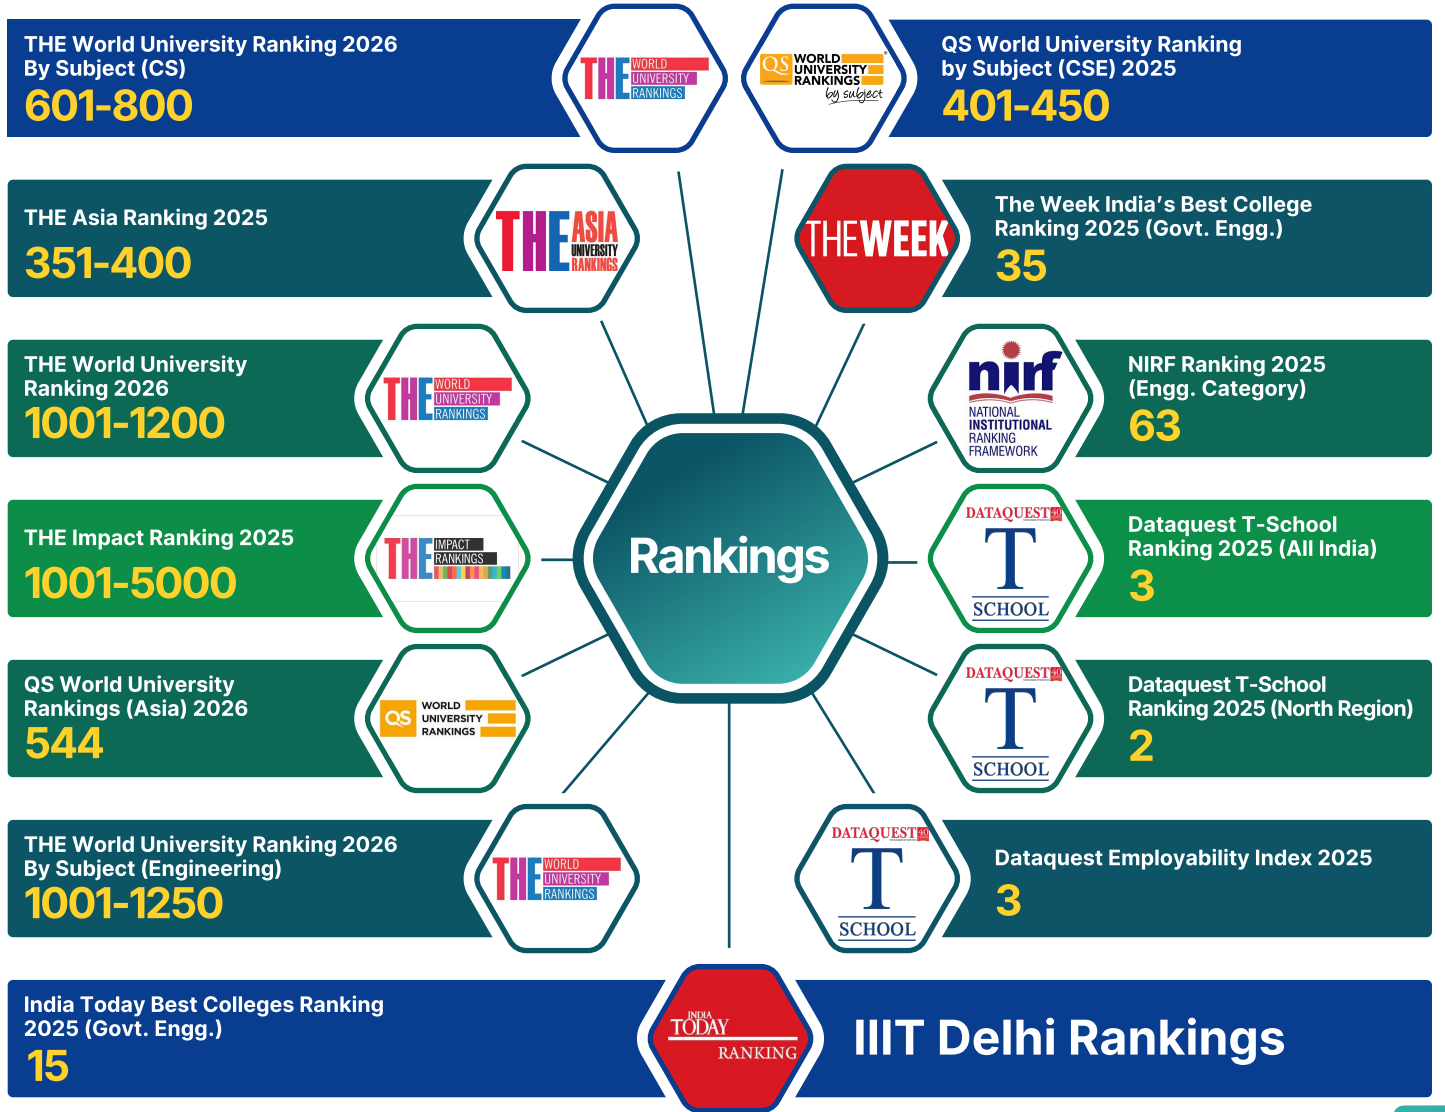 THE World University Ranking 2026
By Subject (CS)
601-800
THE
WORLD
UNIVERSITY
RANKINGS
QS
WORLD
UNIVERSITY
RANKINGS
by subject
QS World University Ranking
by Subject (CSE) 2025
401-450
THE Asia Ranking 2025
351-400
THE
ASIA
UNIVERSITY
RANKINGS
THEWEEK
The Week India’s Best College
Ranking 2025 (Govt. Engg.)
35
THE World University
Ranking 2026
1001-1200
THE
WORLD
UNIVERSITY
RANKINGS
nirf
NATIONAL
INSTITUTIONAL
RANKING
FRAMEWORK
NIRF Ranking 2025
(Engg. Category)
63
THE Impact Ranking 2025
1001-5000
THE
IMPACT
RANKINGS
Rankings
DATAQUEST 40
T
SCHOOL
Dataquest T-School
Ranking 2025 (All India)
3
QS World University
Rankings (Asia) 2026
544
QS
WORLD
UNIVERSITY
RANKINGS
DATAQUEST 40
T
SCHOOL
Dataquest T-School
Ranking 2025 (North Region)
2
THE World University Ranking 2026
By Subject (Engineering)
1001-1250
THE
WORLD
UNIVERSITY
RANKINGS
DATAQUEST 40
T
SCHOOL
Dataquest Employability Index 2025
3
India Today Best Colleges Ranking
2025 (Govt. Engg.)
15
INDIA
TODAY
RANKING
IIIT Delhi Rankings